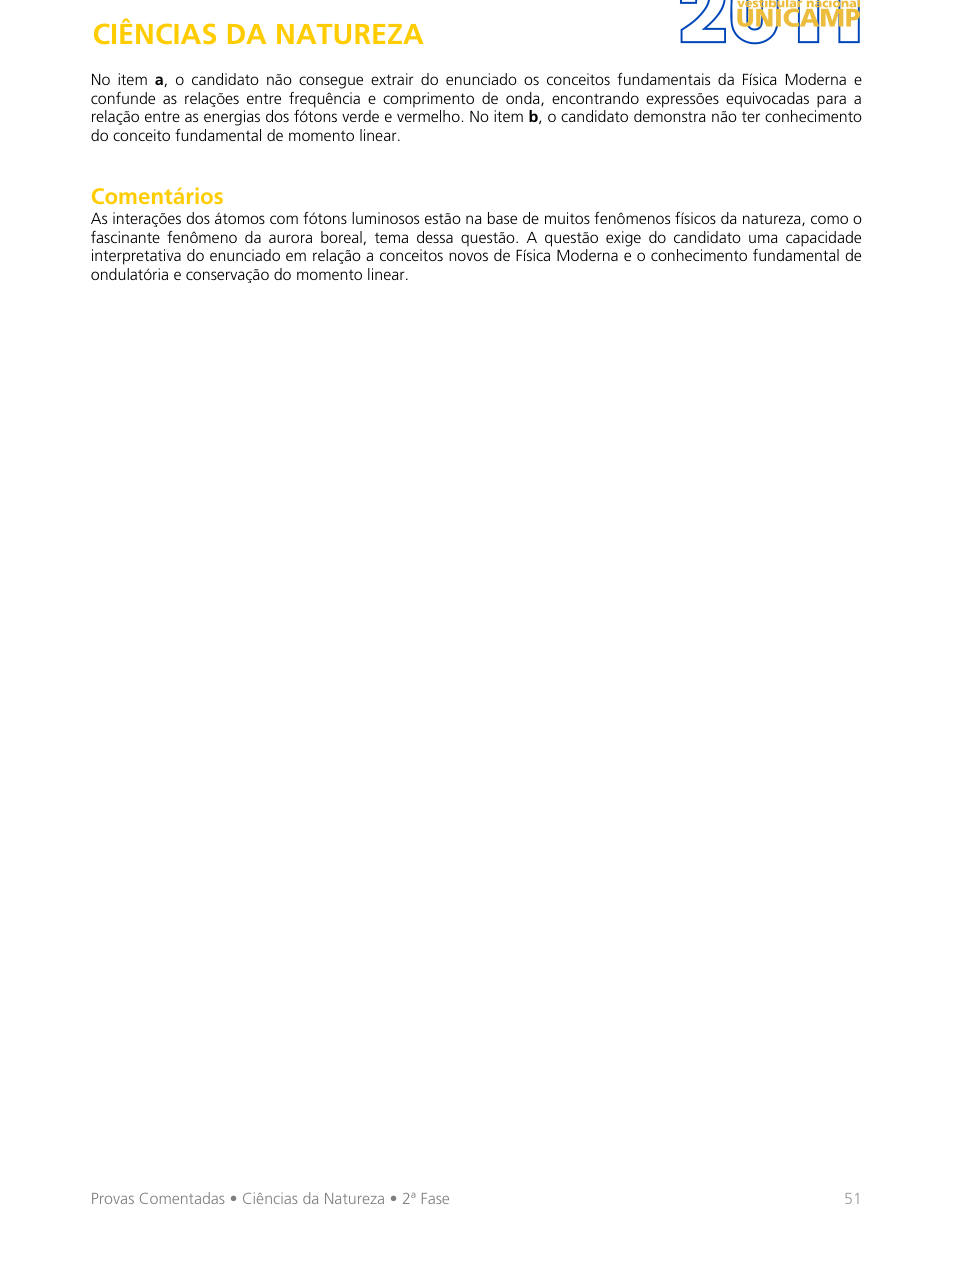 vestibular nacional
2011
UNICAMP
CIÊNCIAS DA NATUREZA
No item a, o candidato não consegue extrair do enunciado os conceitos fundamentais da Física Moderna e
confunde as relações entre frequência e comprimento de onda, encontrando expressões equivocadas para a
relação entre as energias dos fótons verde e vermelho. No item b, o candidato demonstra não ter conhecimento
do conceito fundamental de momento linear.
Comentários
As interações dos átomos com fótons luminosos estão na base de muitos fenômenos físicos da natureza, como o
fascinante fenômeno da aurora boreal, tema dessa questão. A questão exige do candidato uma capacidade
interpretativa do enunciado em relação a conceitos novos de Física Moderna e o conhecimento fundamental de
ondulatória e conservação do momento linear.
Provas Comentadas • Ciências da Natureza • 2ª Fase
51